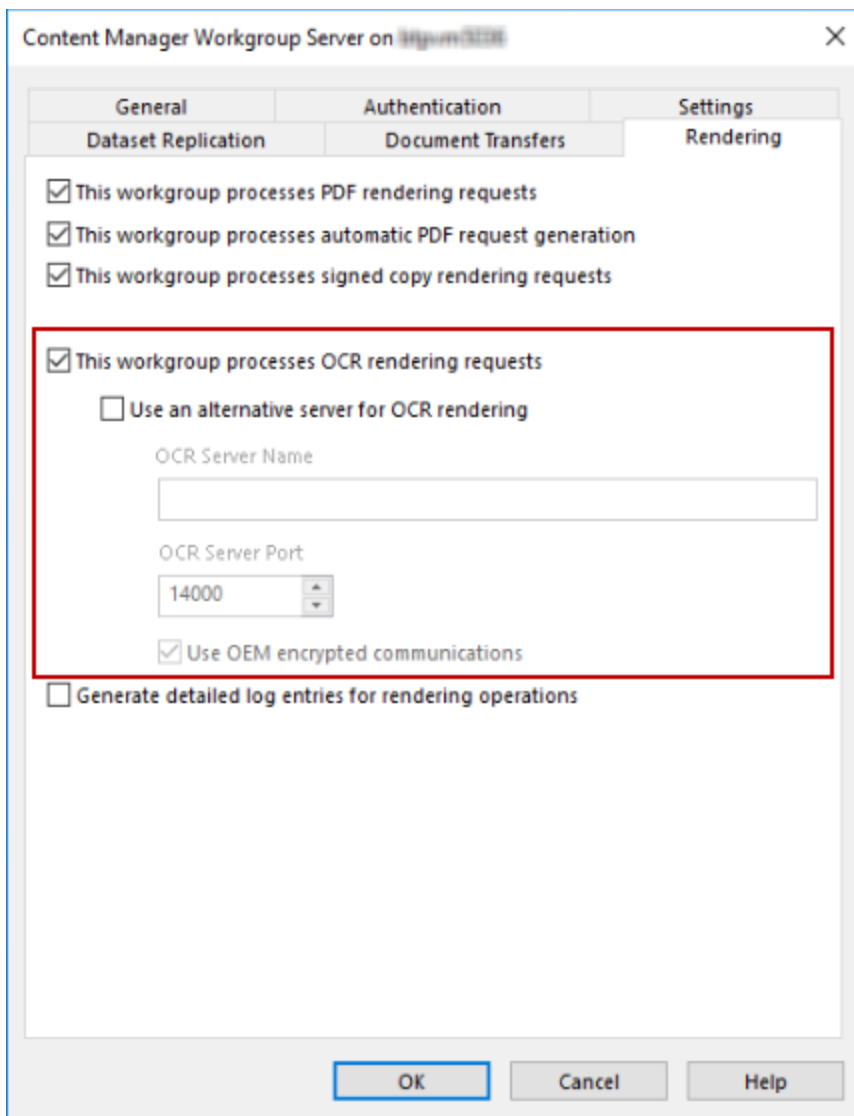 Content Manager Workgroup Server on
General Authentication Settings
Dataset Replication Document Transfers Rendering
This workgroup processes PDF rendering requests
This workgroup processes automatic PDF request generation
This workgroup processes signed copy rendering requests
This workgroup processes OCR rendering requests
Use an alternative server for OCR rendering
OCR Server Name
OCR Server Port
14000
Use OEM encrypted communications
Generate detailed log entries for rendering operations
OK Cancel Help